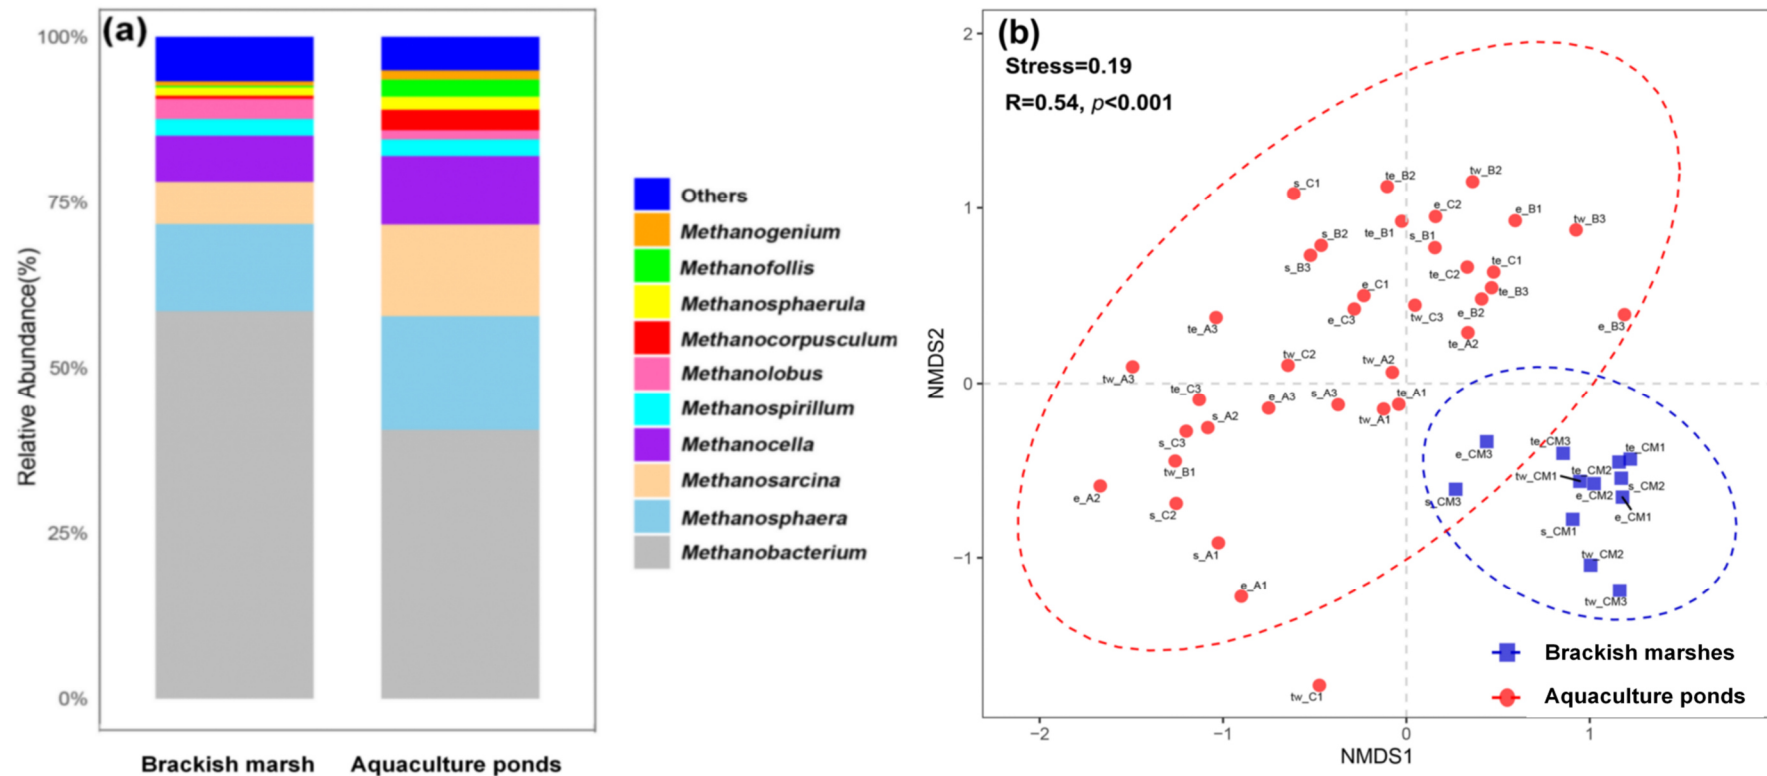 (a)
100%
75%
50%
25%
0%
Relative Abundance(%)
Brackish marsh
Aquaculture ponds
Others
Methanogenium
Methanofollis
Methanosphaerula
Methanocorpusculum
Methanolobus
Methanospirillum
Methanocella
Methanosarcina
Methanosphaera
Methanobacterium
(b)
Stress=0.19
R=0.54, p<0.001
2
1
0
−1
NMDS2
s_C1
te_B2
tw_B2
e_C2
e_B1
tw_B3
te_B1
s_B1
s_B2
s_B3
te_C2
te_C1
te_B3
e_C1
e_C3
tw_C3
e_B2
te_A2
e_B3
te_A3
tw_C2
tw_A2
tw_A3
te_C3
e_A3
s_A3
te_A1
tw_A1
s_A2
s_C3
tw_B1
e_A2
s_C2
s_A1
e_A1
tw_C1
e_CM3
te_CM3
te_CM1
te_CM2
tw_CM1
s_CM2
e_CM2
s_CM3
e_CM1
s_CM1
tw_CM2
tw_CM3
Brackish marshes
Aquaculture ponds
−2
−1
0
1
NMDS1